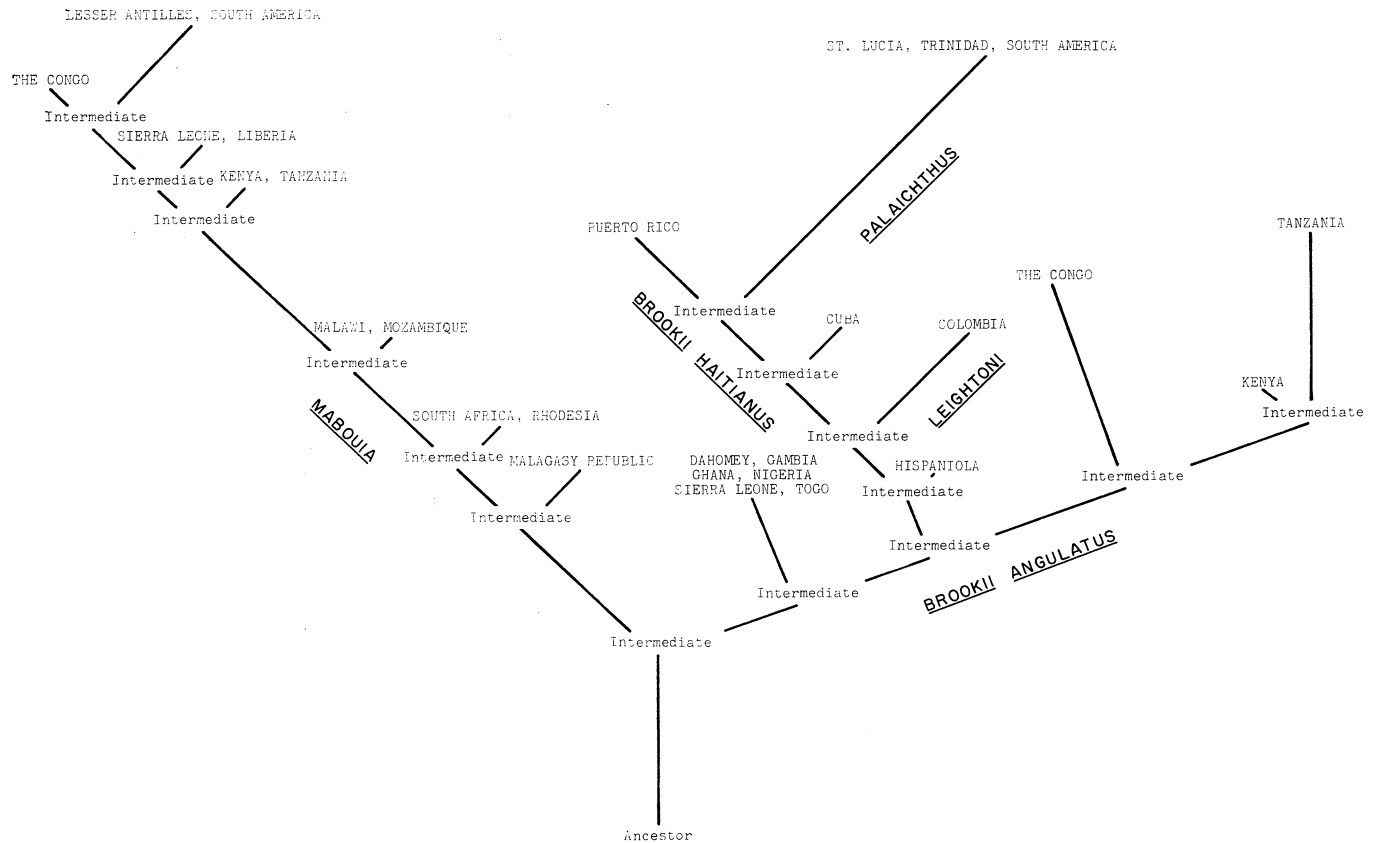 LESSER ANTILLES, SOUTH AMERICA
ST. LUCIA, TRINIDAD, SOUTH AMERICA
THE CONGO
Intermediate
SIERRA LEONE, LIBERIA
Intermediate
KENYA, TANZANIA
Intermediate
PALAICHTHUS
PUERTO RICO
TANZANIA
THE CONGO
Intermediate
BROOKII HAITIANUS
CUBA
COLOMBIA
MALAWI, MOZAMBIQUE
Intermediate
Intermediate
LEIGHTONI
KENYA
Intermediate
MABOUIA
SOUTH AFRICA, RHODESIA
Intermediate
Intermediate
MALAGASY REPUBLIC
DAHOMEY, GAMBIA
GHANA, NIGERIA
SIERRA LEONE, TOGO
HISPANIOLA
Intermediate
Intermediate
Intermediate
Intermediate
BROOKII ANGULATUS
Intermediate
Intermediate
Ancestor